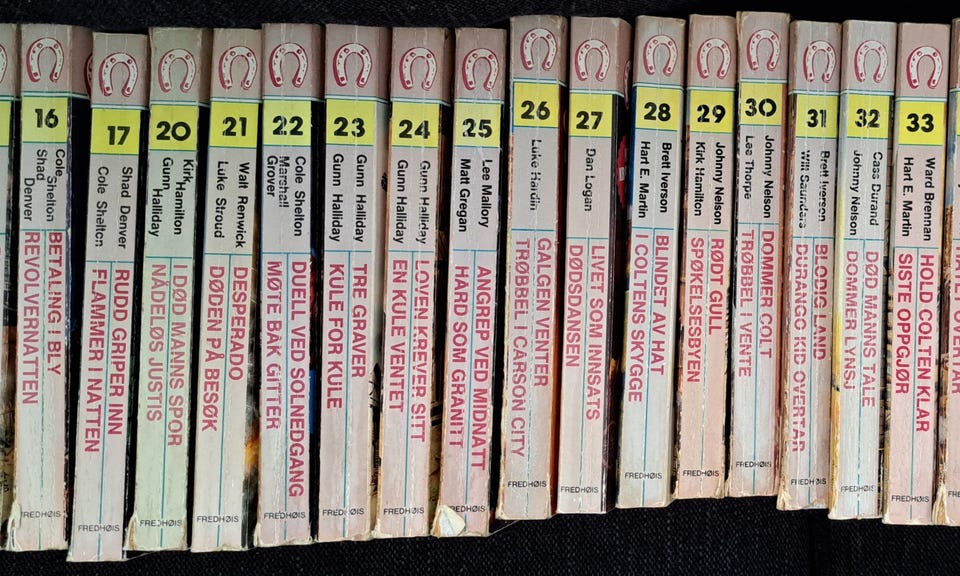 16
Cole Shelton BETALING I BLY
Shad Denver REVOLVERNATTEN
FREDHØIS
17
Shad Denver RUDD GRIPER INN
Cole Shelton FLAMMER I NATTEN
FREDHØIS
20
Kirk Hamilton I DØD MANNS SPOR
Gunn Halliday NÅDELØS JUSTIS
FREDHØIS
21
Walt Renwick DESPERADO
Luke Stroud DØDEN PÅ BESØK
FREDHØIS
22
Cole Shelton DUELL VED SOLNEDGANG
Marshall Grover MØTE BAK GITTER
FREDHØIS
23
Gunn Halliday TRE GRAVER
Gunn Halliday KULE FOR KULE
FREDHØIS
24
Gunn Halliday LOVEN KREVER SITT
Gunn Halliday EN KULE VENTET
FREDHØIS
25
Lee Mallory ANGREP VED MIDNATT
Matt Gregan HARD SOM GRANITT
FREDHØIS
26
Luke Hardin GALGEN VENTER
TRØBBEL I CARSON CITY
FREDHØIS
27
Dan Logan LIVET SOM INNSATS
DØDSDANSEN
FREDHØIS
28
Brett Iverson BLINDET AV HAT
Hart E. Martin I COLTENS SKYGGE
FREDHØIS
29
Johnny Nelson RØDT GULL
Kirk Hamilton SPØKELSESBYEN
FREDHØIS
30
Johnny Nelson DOMMER COLT
Lee Thorpe TRØBBEL I VENTE
FREDHØIS
31
Brett Iverson BLODIG LAND
Will Saunders DURANGO KID OVERTAR
FREDHØIS
32
Cass Durand DØD MANNS TALE
Johnny Nelson DOMMER LYNSJ
FREDHØIS
33
Ward Brennan HOLD COLTEN KLAR
Hart E. Martin SISTE OPPGJØR
FREDHØIS